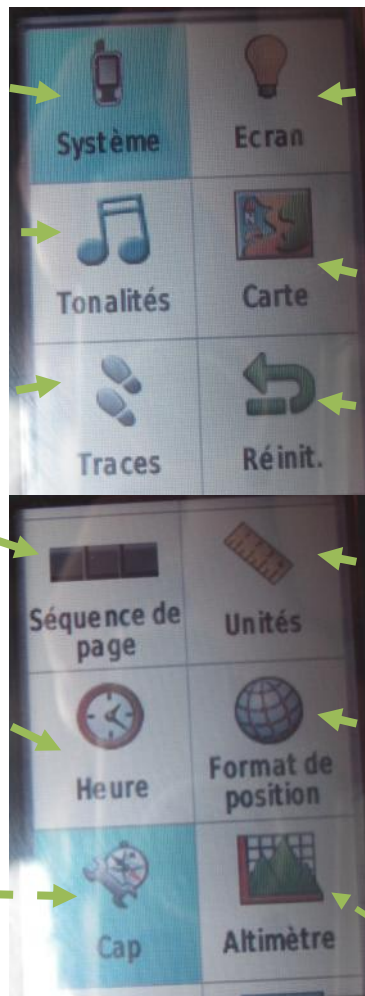 Système Ecran
Tonalités Carte
Traces Réinit.
Séquence de page Unités
Heure Format de position
Cap Altimètre